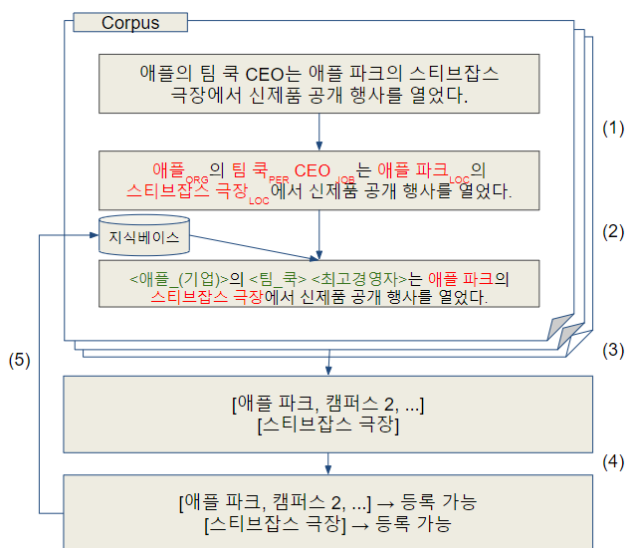 Corpus
애플의 팀 쿡 CEO는 애플 파크의 스티브잡스
극장에서 신제품 공개 행사를 열었다.
(1)
애플ORG의 팀 쿡PER CEO JOB는 애플 파크LOC의
스티브잡스 극장LOC에서 신제품 공개 행사를 열었다.
(2)
지식베이스
<애플_(기업)>의 <팀_쿡> <최고경영자>는 애플 파크의
스티브잡스 극장에서 신제품 공개 행사를 열었다.
(3)
(5)
[애플 파크, 캠퍼스 2, ...]
[스티브잡스 극장]
(4)
[애플 파크, 캠퍼스 2, ...] → 등록 가능
[스티브잡스 극장] → 등록 가능